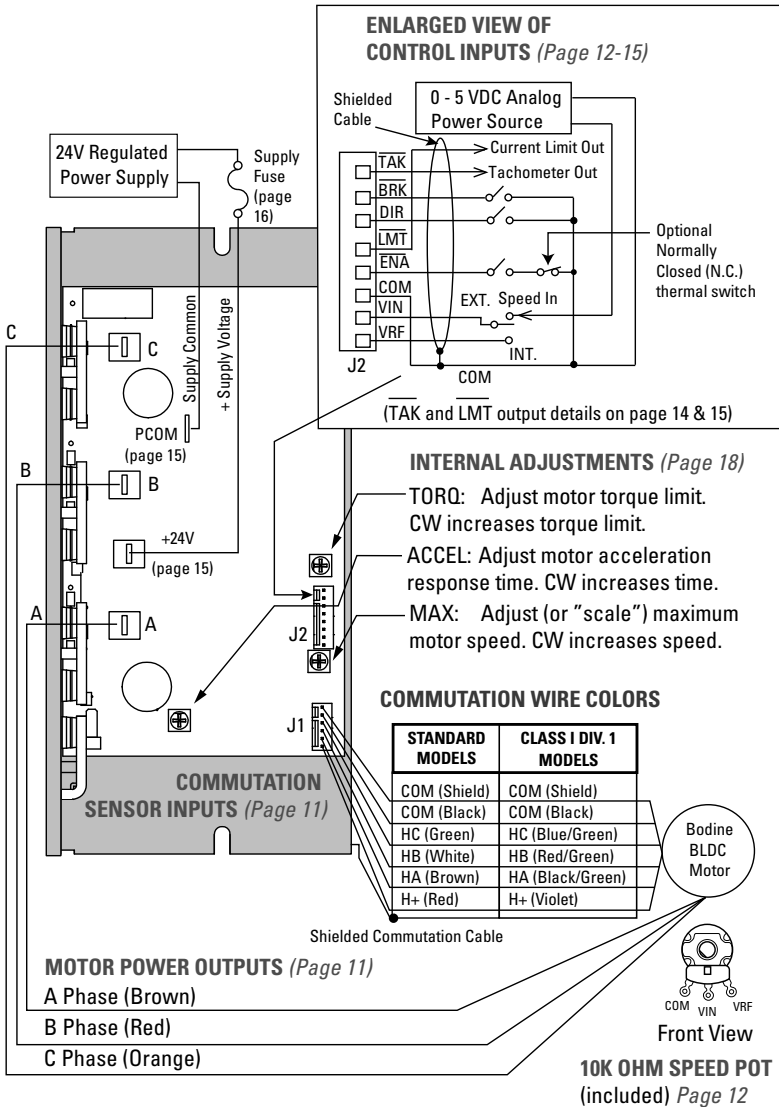 ENLARGED VIEW OF
CONTROL INPUTS (Page 12-15)
Shielded
Cable
0 - 5 VDC Analog
Power Source
Current Limit Out
TAK
Tachometer Out
BRK
DIR
LMT
ENA
COM
VIN
VRF
J2
EXT.
Speed In
INT.
COM
Optional
Normally
Closed (N.C.)
thermal switch
(TAK and LMT output details on page 14 & 15)
24V Regulated
Power Supply
Supply
Fuse
(page
16)
C
C
Supply Common
+ Supply Voltage
PCOM
(page 15)
B
B
+24V
(page 15)
A
A
J2
J1
INTERNAL ADJUSTMENTS (Page 18)
TORQ: Adjust motor torque limit.
CW increases torque limit.
ACCEL: Adjust motor acceleration
response time. CW increases time.
MAX: Adjust (or "scale") maximum
motor speed. CW increases speed.
COMMUTATION
SENSOR INPUTS (Page 11)
COMMUTATION WIRE COLORS
STANDARD MODELS CLASS I DIV. 1 MODELS
COM (Shield) COM (Shield)
COM (Black) COM (Black)
HC (Green) HC (Blue/Green)
HB (White) HB (Red/Green)
HA (Brown) HA (Black/Green)
H+ (Red) H+ (Violet)
Bodine
BLDC
Motor
Shielded Commutation Cable
MOTOR POWER OUTPUTS (Page 11)
A Phase (Brown)
B Phase (Red)
C Phase (Orange)
COM VIN VRF
Front View
10K OHM SPEED POT
(included) Page 12